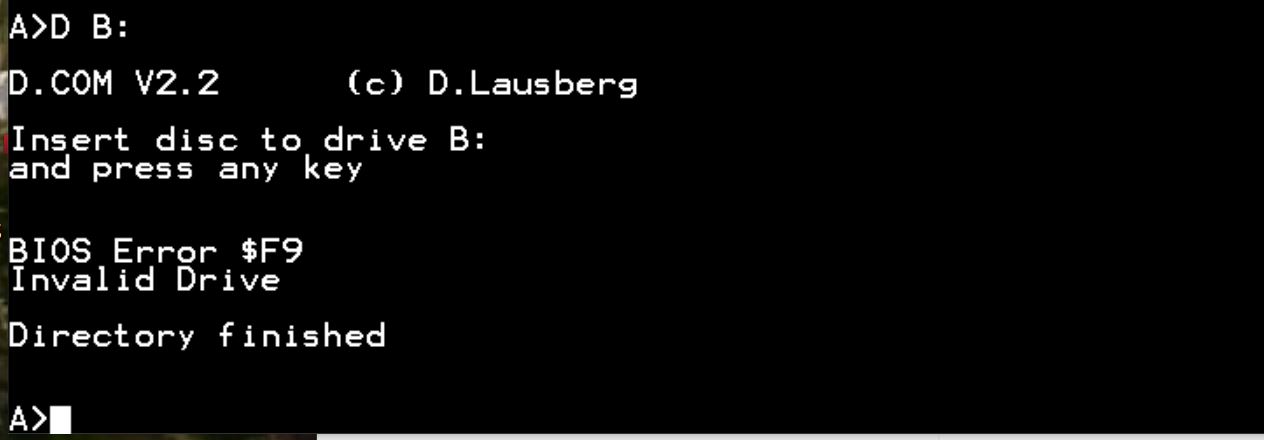 A>D B:
D.COM V2.2      (c) D.Lausberg
Insert disc to drive B:
and press any key
BIOS Error $F9
Invalid Drive
Directory finished
A>